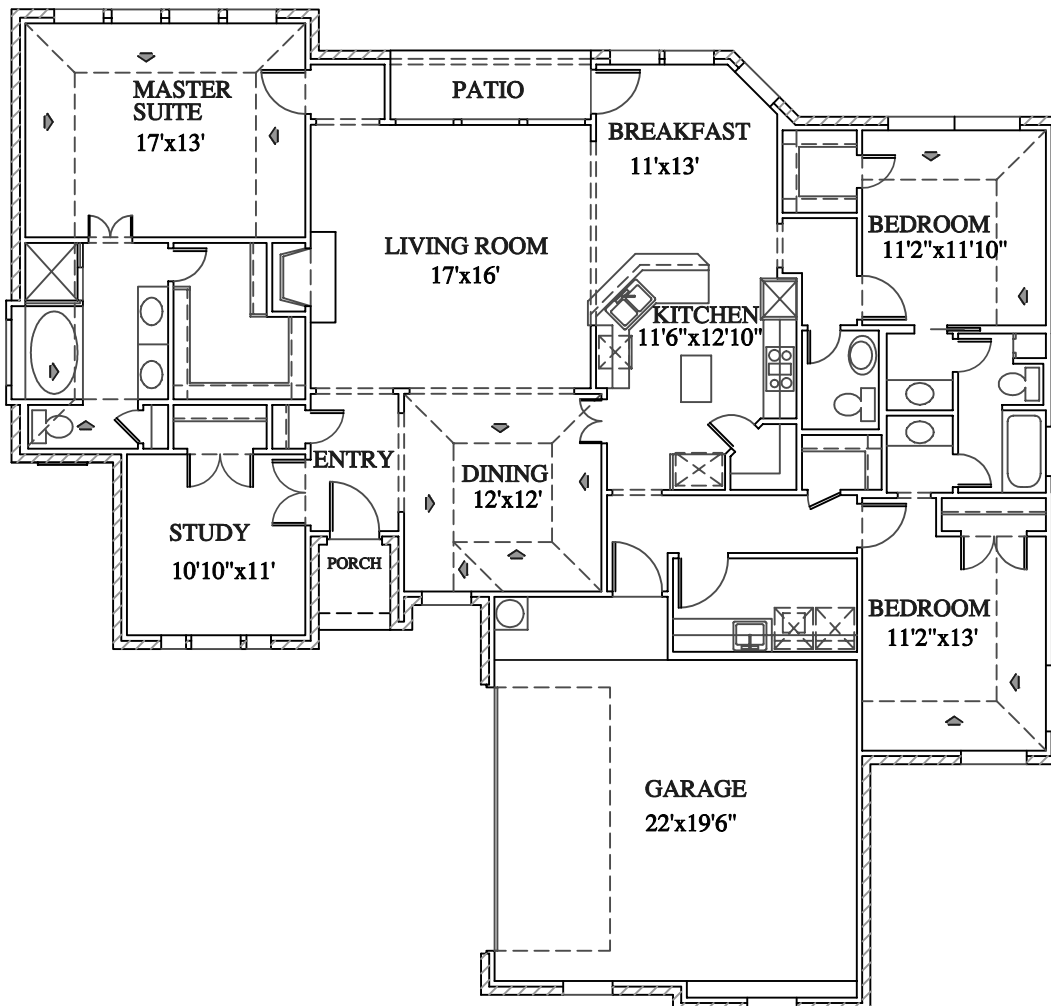 MASTER
SUITE
17'x13'
PATIO
BREAKFAST
11'x13'
BEDROOM
11'2"x11'10"
LIVING ROOM
17'x16'
KITCHEN
11'6"x12'10"
ENTRY
DINING
12'x12'
STUDY
10'10"x11'
PORCH
BEDROOM
11'2"x13'
GARAGE
22'x19'6"